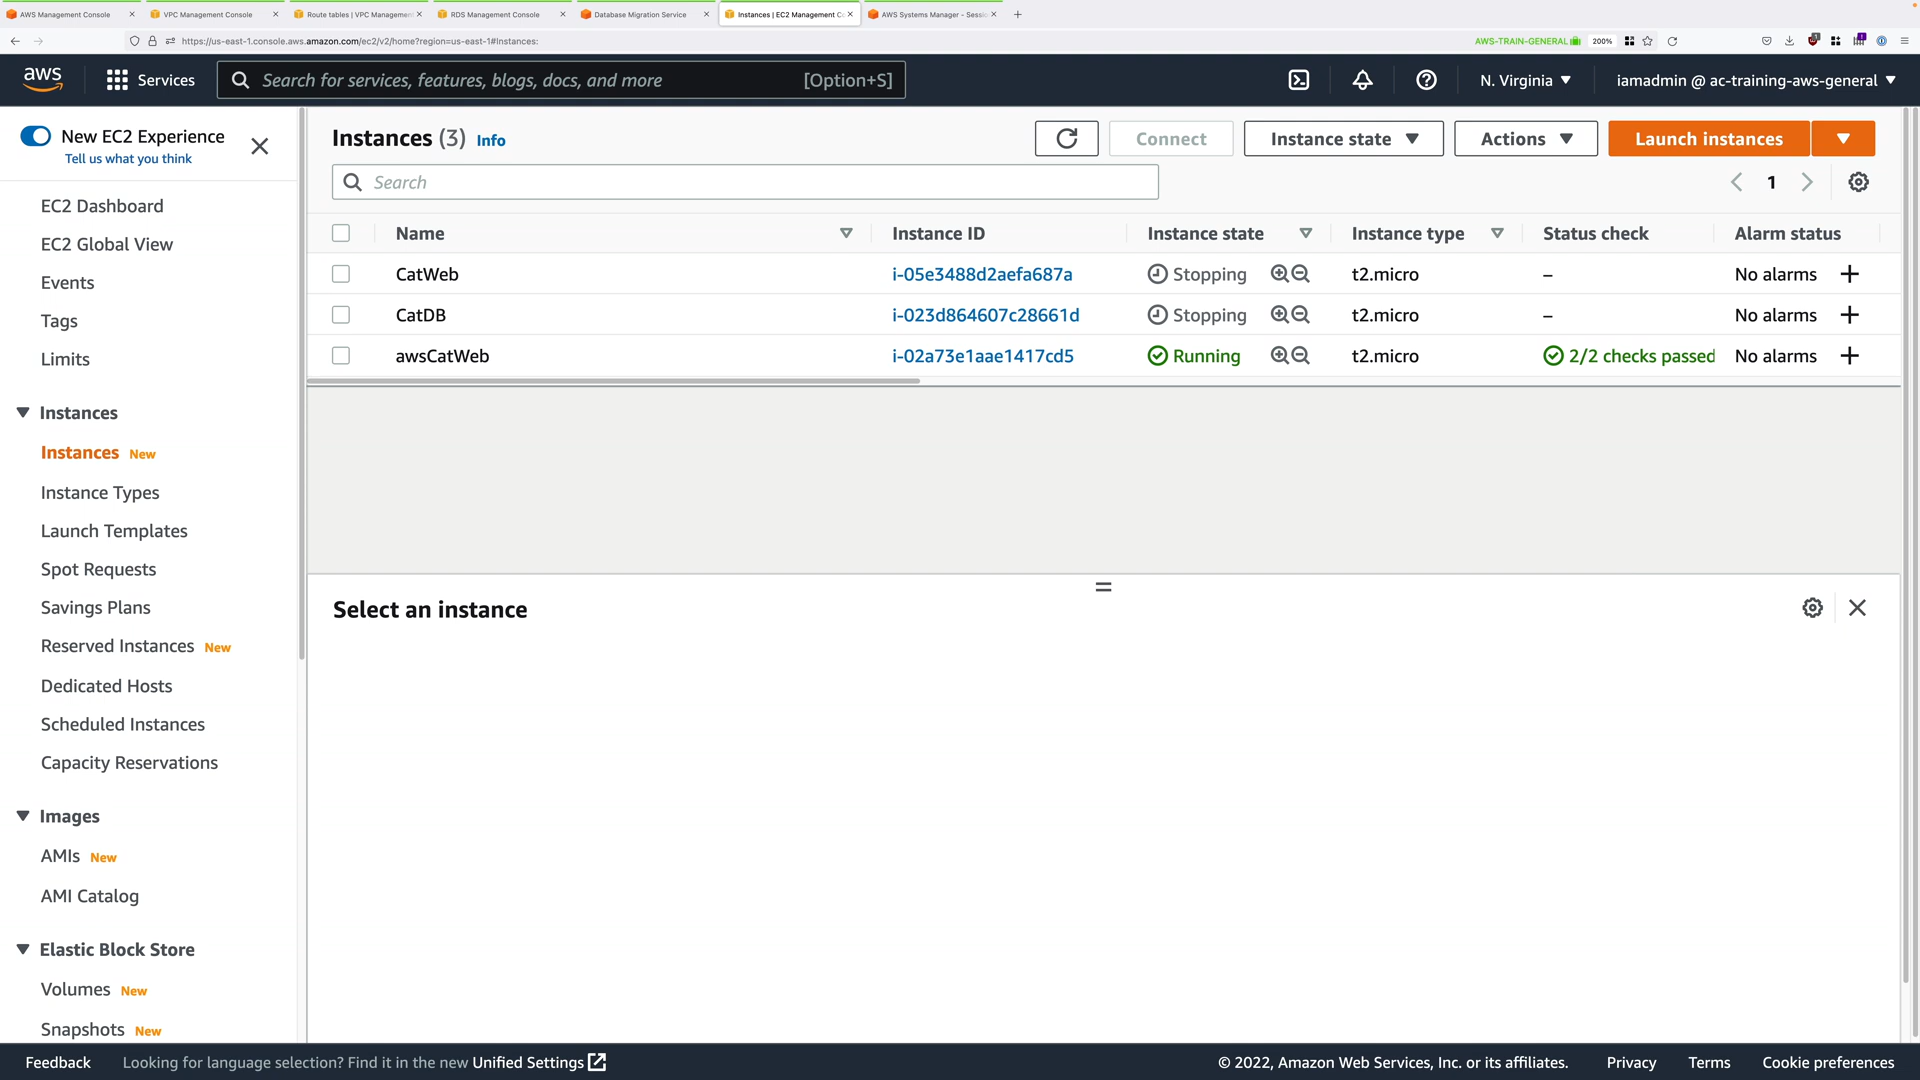 AWS Management Console
VPC Management Console
Route tables | VPC Managemen
RDS Management Console
Database Migration Service
Instances | EC2 Management Co
AWS Systems Manager - Sessio
https://us-east-1.console.aws.amazon.com/ec2/v2/home?region=us-east-1#Instances:
AWS-TRAIN-GENERAL
200%
aws
Services
Search for services, features, blogs, docs, and more
[Option+S]
N. Virginia
iamadmin @ ac-training-aws-general
New EC2 Experience
Tell us what you think
EC2 Dashboard
EC2 Global View
Events
Tags
Limits
Instances
Instances New
Instance Types
Launch Templates
Spot Requests
Savings Plans
Reserved Instances New
Dedicated Hosts
Scheduled Instances
Capacity Reservations
Images
AMIs New
AMI Catalog
Elastic Block Store
Volumes New
Snapshots New
Instances (3) Info
Connect
Instance state
Actions
Launch instances
Search
1
Name Instance ID Instance state Instance type Status check Alarm status
CatWeb i-05e3488d2aefa687a Stopping t2.micro – No alarms
CatDB i-023d864607c28661d Stopping t2.micro – No alarms
awsCatWeb i-02a73e1aae1417cd5 Running t2.micro 2/2 checks passed No alarms
Select an instance
Feedback
Looking for language selection? Find it in the new Unified Settings
© 2022, Amazon Web Services, Inc. or its affiliates.
Privacy
Terms
Cookie preferences